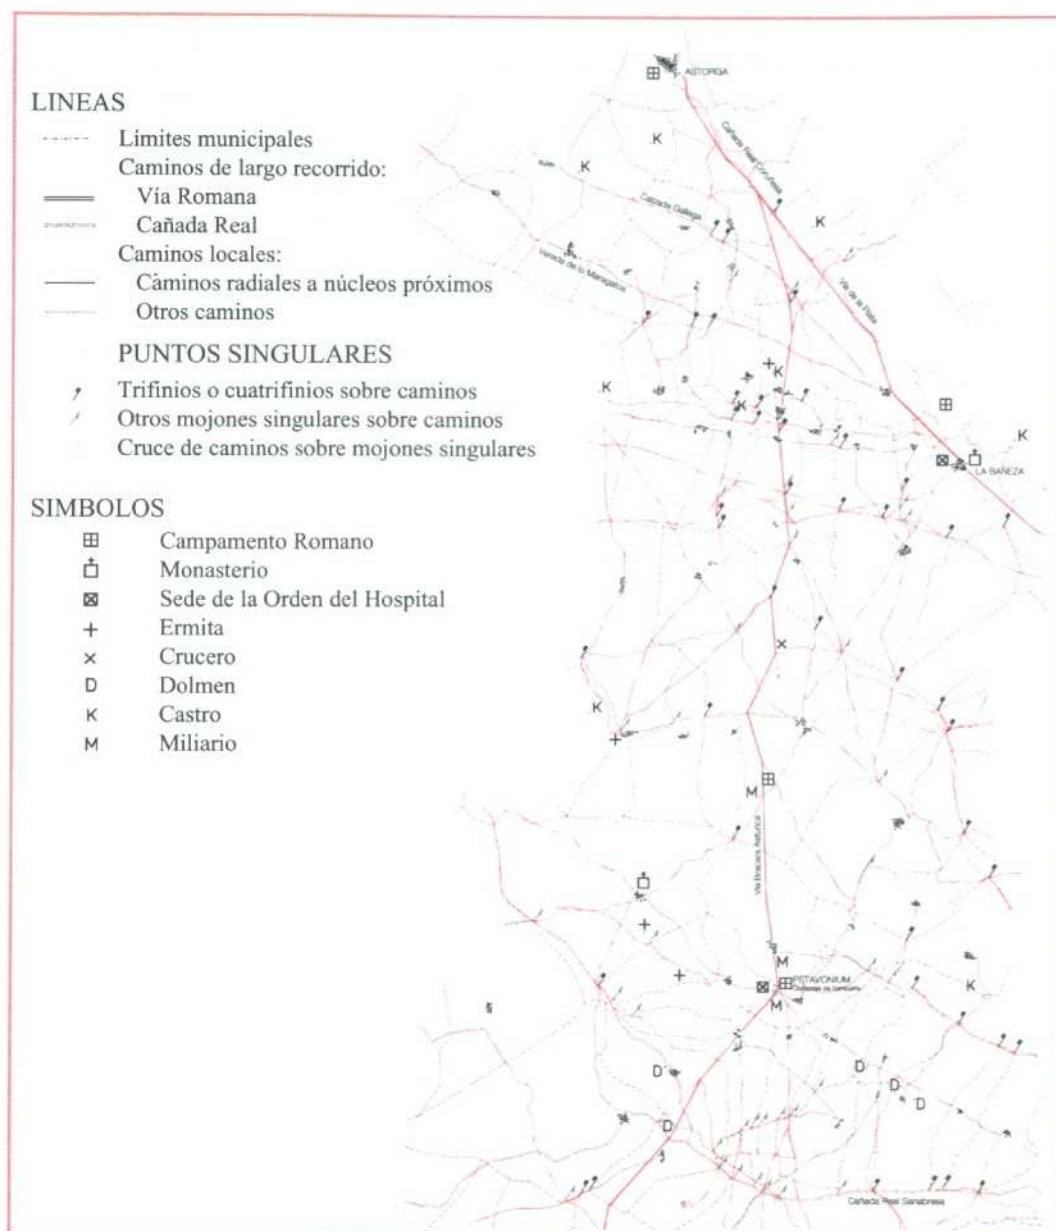 LINEAS
Límites municipales
Caminos de largo recorrido:
Vía Romana
Cañada Real
Caminos locales:
Caminos radiales a núcleos próximos
Otros caminos
PUNTOS SINGULARES
Trifinios o cuatrifinios sobre caminos
Otros mojones singulares sobre caminos
Cruce de caminos sobre mojones singulares
SIMBOLOS
Campamento Romano
Monasterio
Sede de la Orden del Hospital
Ermita
Crucero
D Dolmen
K Castro
M Miliario
ASTORGA
Cañada Real Coruñesa
K
K
K
Calzada Gallega
Vereda de lo Maragatos
Vía de la Plata
K
K
K
K
LA BAÑEZA
K
M
Vía Bracara Asturica
M
PETAVONIUM
M
K
D
D
D
D
D
Cañada Real Sanabresa